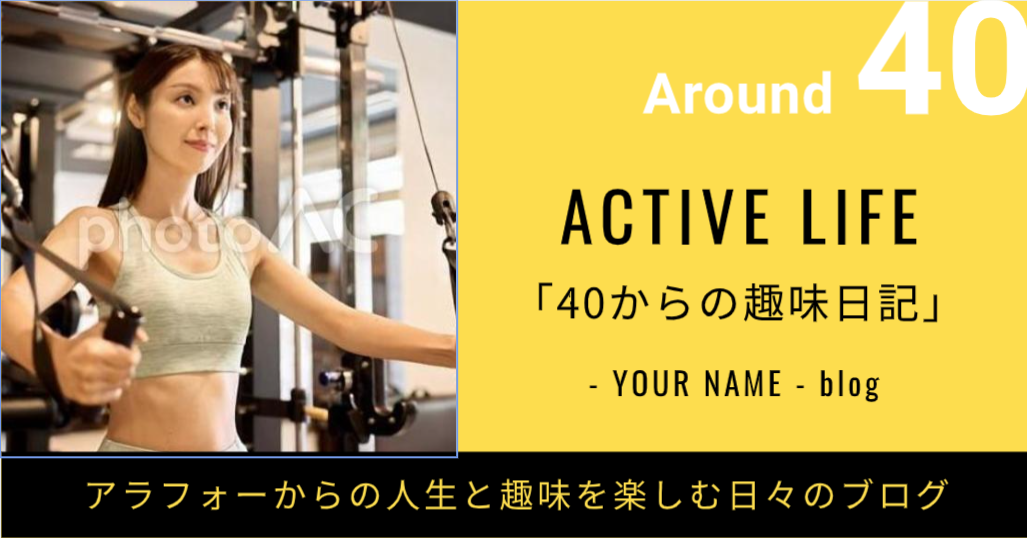 Around 40
ACTIVE LIFE
「40からの趣味日記」
- YOUR NAME - blog
photoAC
アラフォーからの人生と趣味を楽しむ日々のブログ